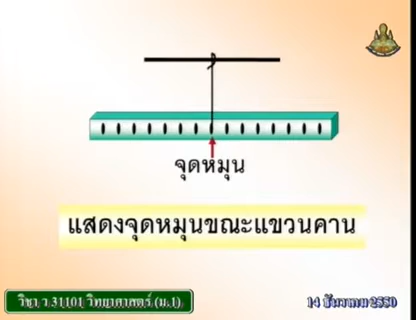 จุดหมุน
แสดงจุดหมุนขณะแขวนคาน
วิชา ว 31101 วิทยาศาสตร์ (ม.1)
14 ธันวาคม 2550